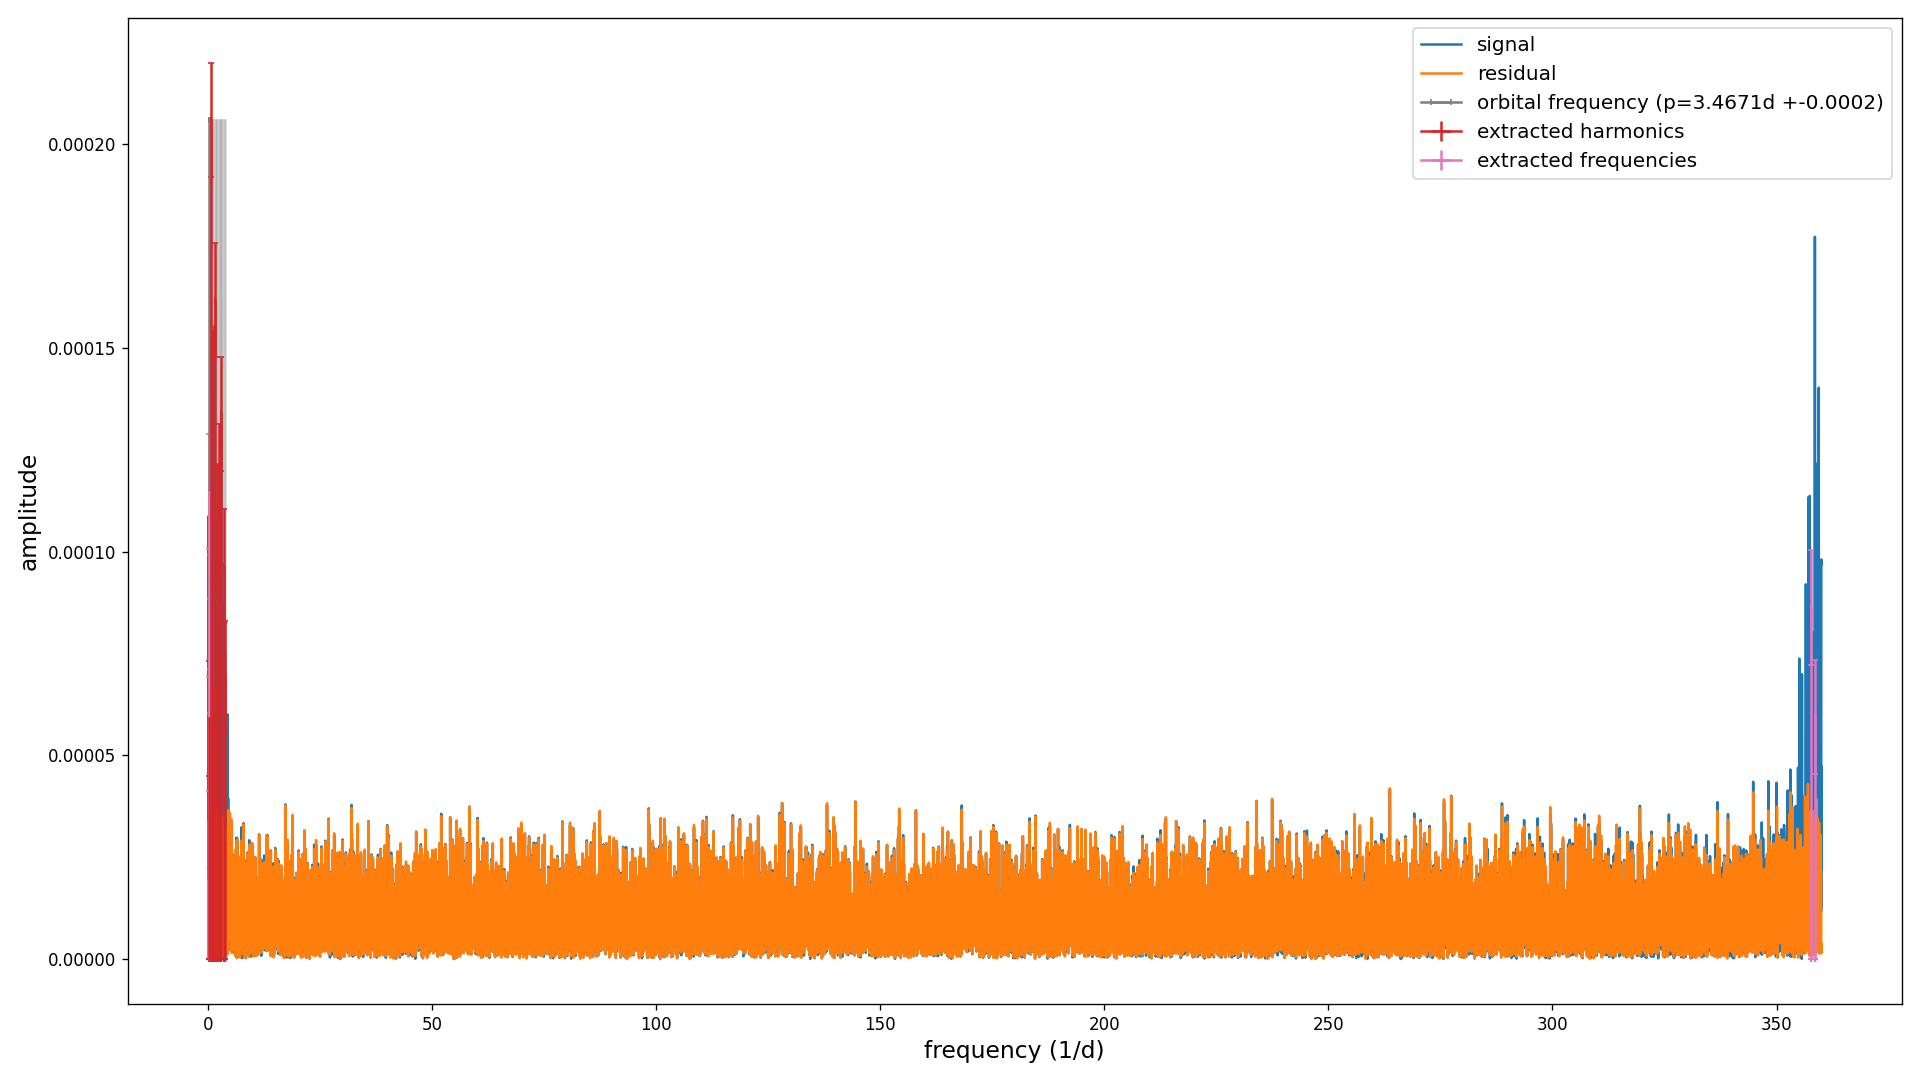 signal
residual
orbital frequency (p=3.4671d +-0.0002)
extracted harmonics
extracted frequencies
amplitude
0.00020
0.00015
0.00010
0.00005
0.00000
0 50 100 150 200 250 300 350
frequency (1/d)